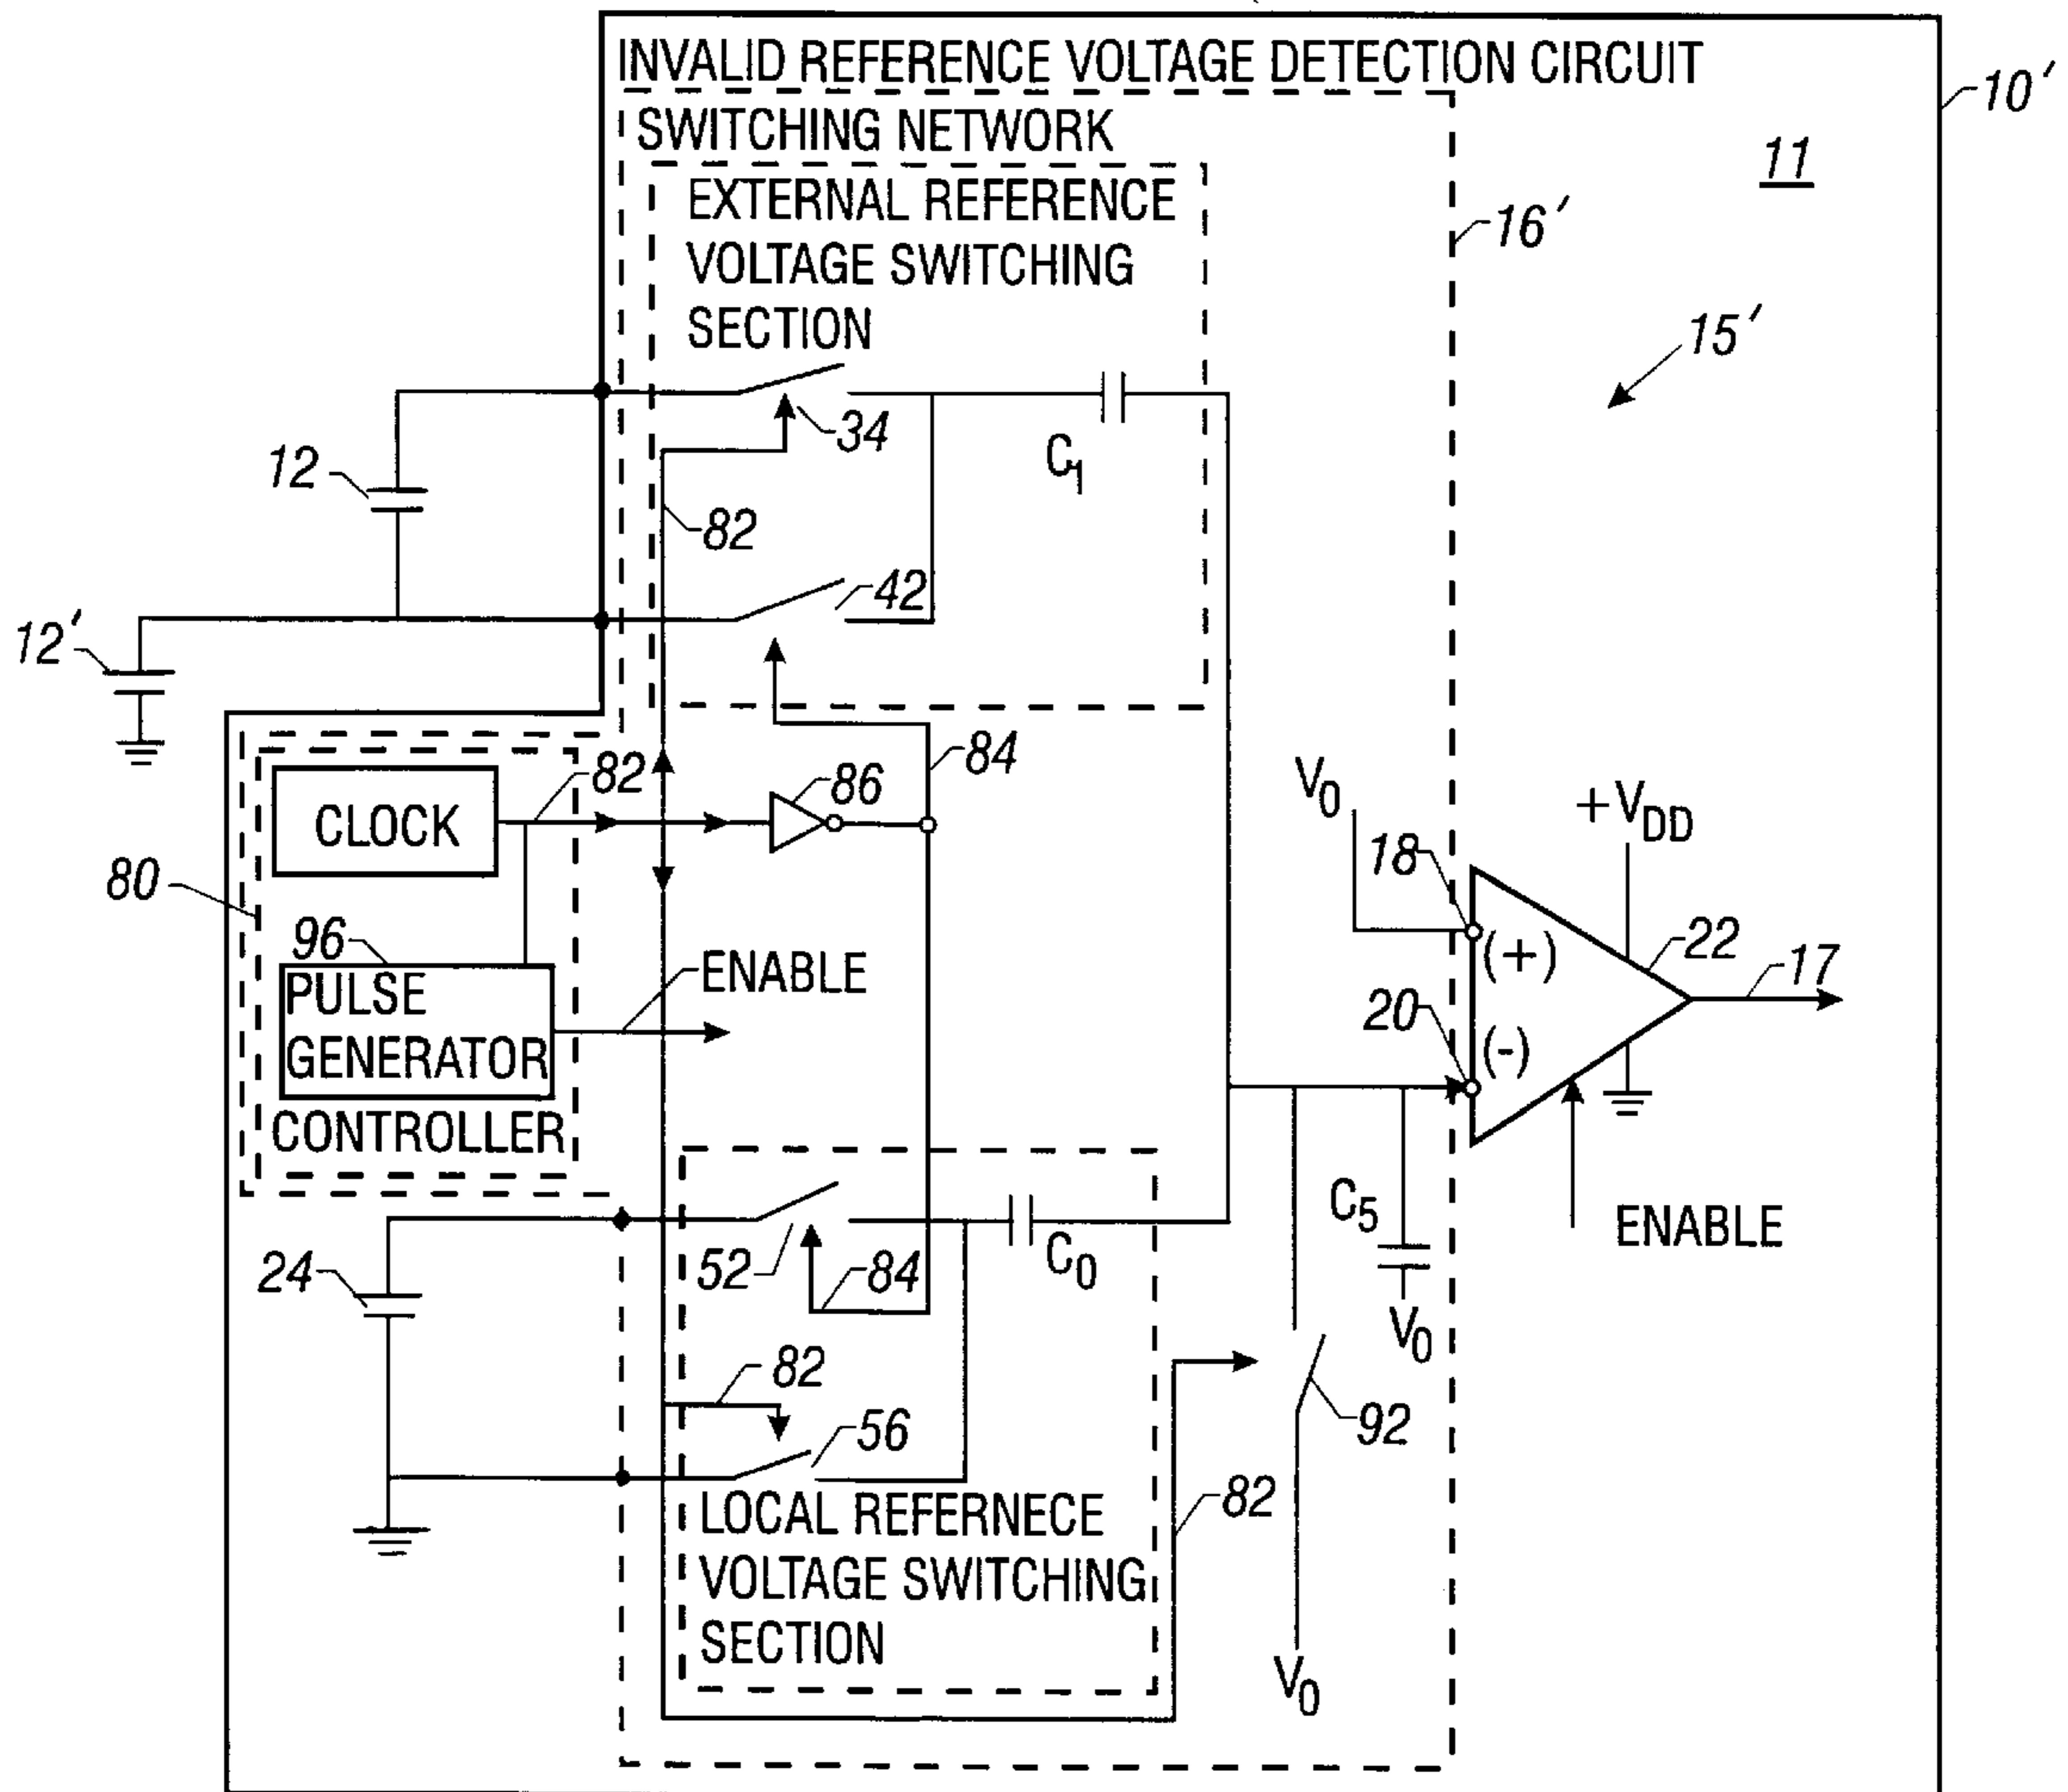 INVALID REFERENCE VOLTAGE DETECTION CIRCUIT
10'
SWITCHING NETWORK
11
EXTERNAL REFERENCE
VOLTAGE SWITCHING
SECTION
16'
15'
34
12
C1
82
42
12'
84
82
86
CLOCK
V0
+VDD
80
18
96
ENABLE
22
17
PULSE
GENERATOR
(+)
20
(-)
CONTROLLER
C5
ENABLE
24
52
84
C0
V0
82
56
92
82
LOCAL REFERNECE
VOLTAGE SWITCHING
SECTION
V0